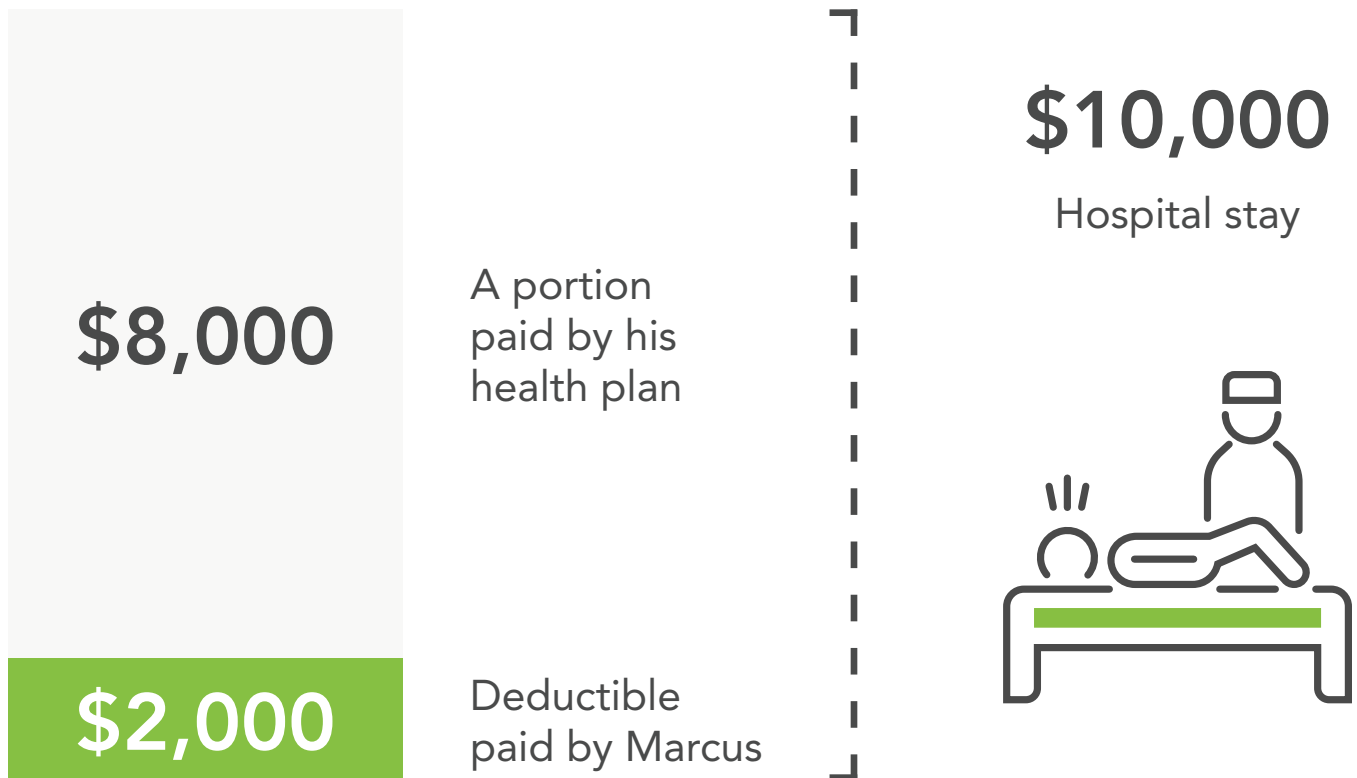 $8,000
A portion
paid by his
health plan
$2,000
Deductible
paid by Marcus
$10,000
Hospital stay